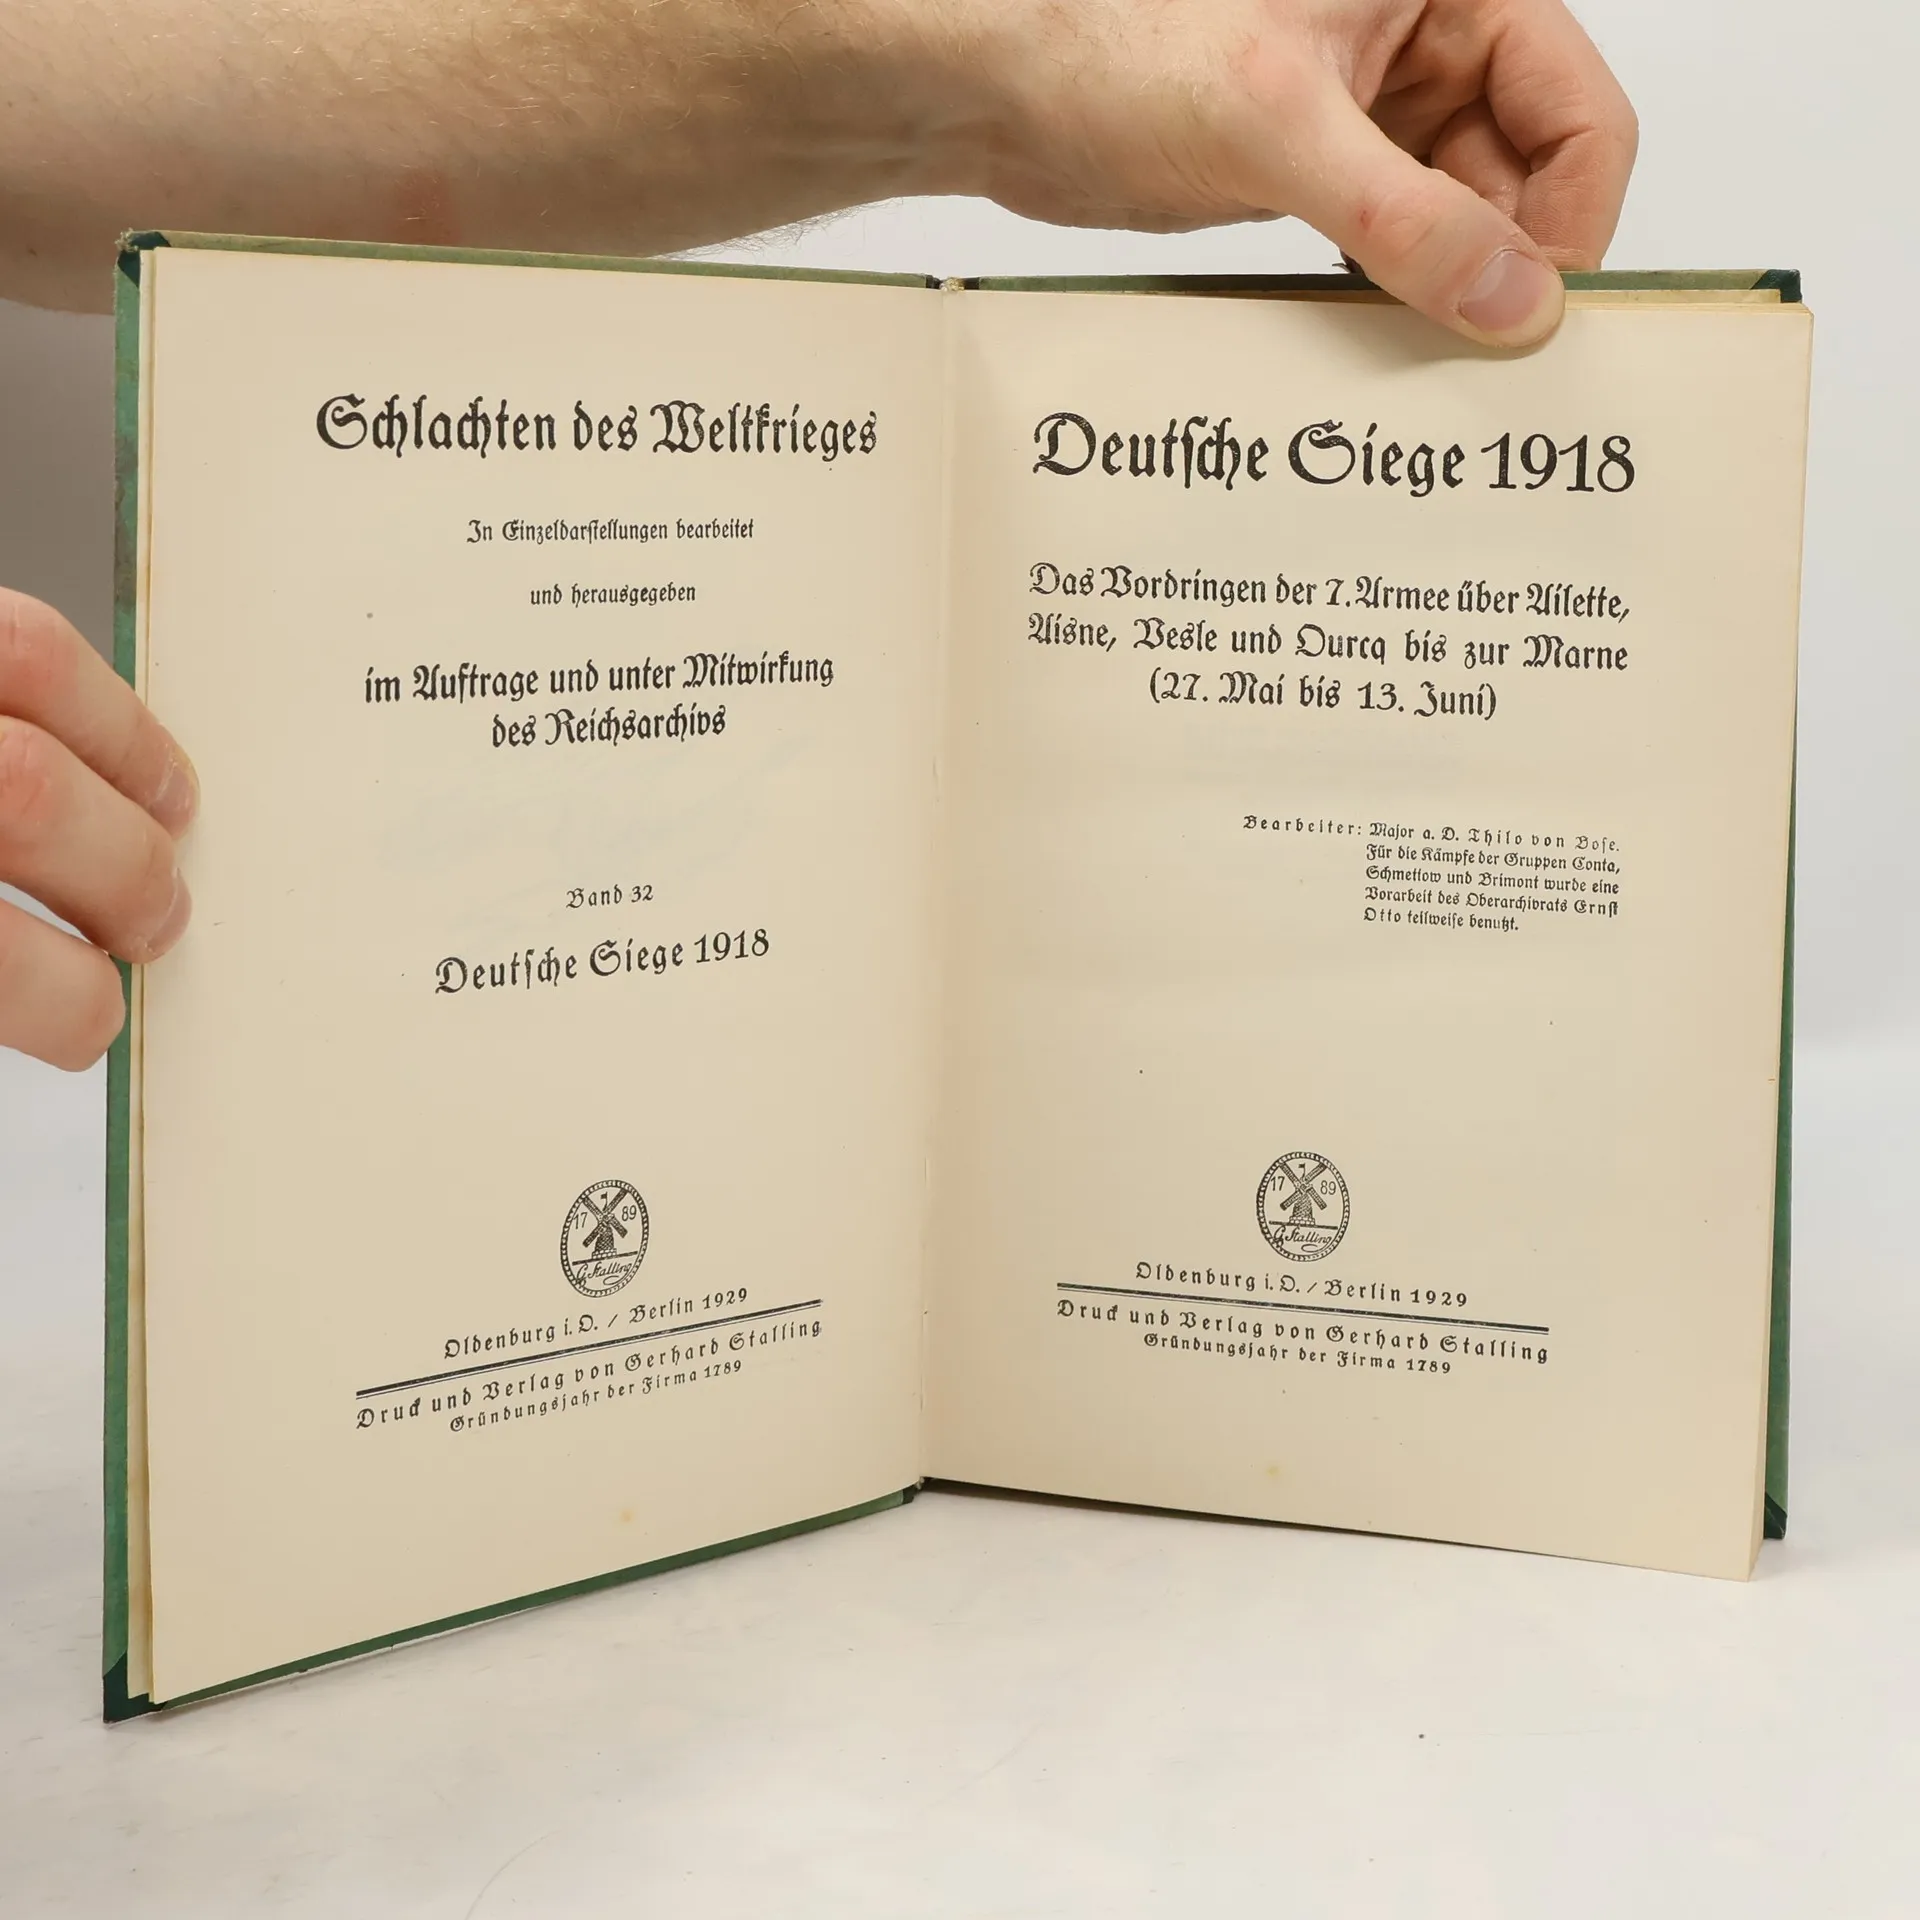 Schlachten des Weltkrieges
In Einzeldarstellungen bearbeitet
und herausgegeben
im Auftrage und unter Mitwirkung
des Reichsarchivs
Band 32
Deutsche Siege 1918
17 89
G. Stalling
Oldenburg i. O. / Berlin 1929
Druck und Verlag von Gerhard Stalling
Gründungsjahr der Firma 1789
Deutsche Siege 1918
Das Vordringen der 7. Armee über Ailette,
Aisne, Vesle und Ourcq bis zur Marne
(27. Mai bis 13. Juni)
Bearbeiter: Major a. D. Thilo von Bose.
Für die Kämpfe der Gruppen Conta,
Schmettow und Brimont wurde eine
Vorarbeit des Oberarchivrats Ernst
Otto teilweise benutzt.
17 89
G. Stalling
Oldenburg i. O. / Berlin 1929
Druck und Verlag von Gerhard Stalling
Gründungsjahr der Firma 1789